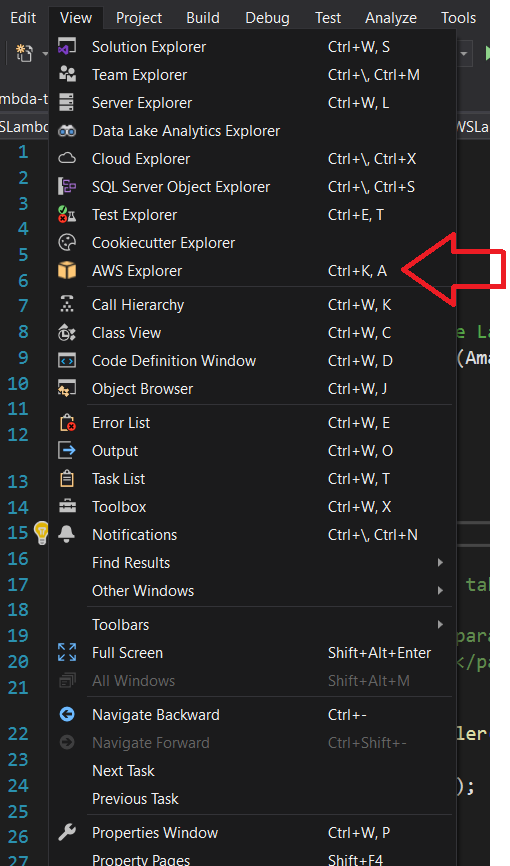 Edit View Project Build Debug Test Analyze Tools
Solution Explorer Ctrl+W, S
Team Explorer Ctrl+\, Ctrl+M
Server Explorer Ctrl+W, L
mbda-t
Data Lake Analytics Explorer
SLamb WSLa
1 Cloud Explorer Ctrl+\, Ctrl+X
2 SQL Server Object Explorer Ctrl+\, Ctrl+S
3 Test Explorer Ctrl+E, T
4 Cookiecutter Explorer
5 AWS Explorer Ctrl+K, A
6
7 Call Hierarchy Ctrl+W, K
8 Class View Ctrl+W, C e La
9 Code Definition Window Ctrl+W, D (Ama
10 Object Browser Ctrl+W, J
11
12 Error List Ctrl+W, E
Output Ctrl+W, O
13 Task List Ctrl+W, T
14 Toolbox Ctrl+W, X
15 Notifications Ctrl+\, Ctrl+N
16 Find Results
17 Other Windows tak
18
19 Toolbars para
20 Full Screen Shift+Alt+Enter </pa
21 All Windows Shift+Alt+M
22 Navigate Backward Ctrl+- ler
23 Navigate Forward Ctrl+Shift+-
24 Next Task );
25 Previous Task
26 Properties Window Ctrl+W, P
27 Property Pages Shift+F4